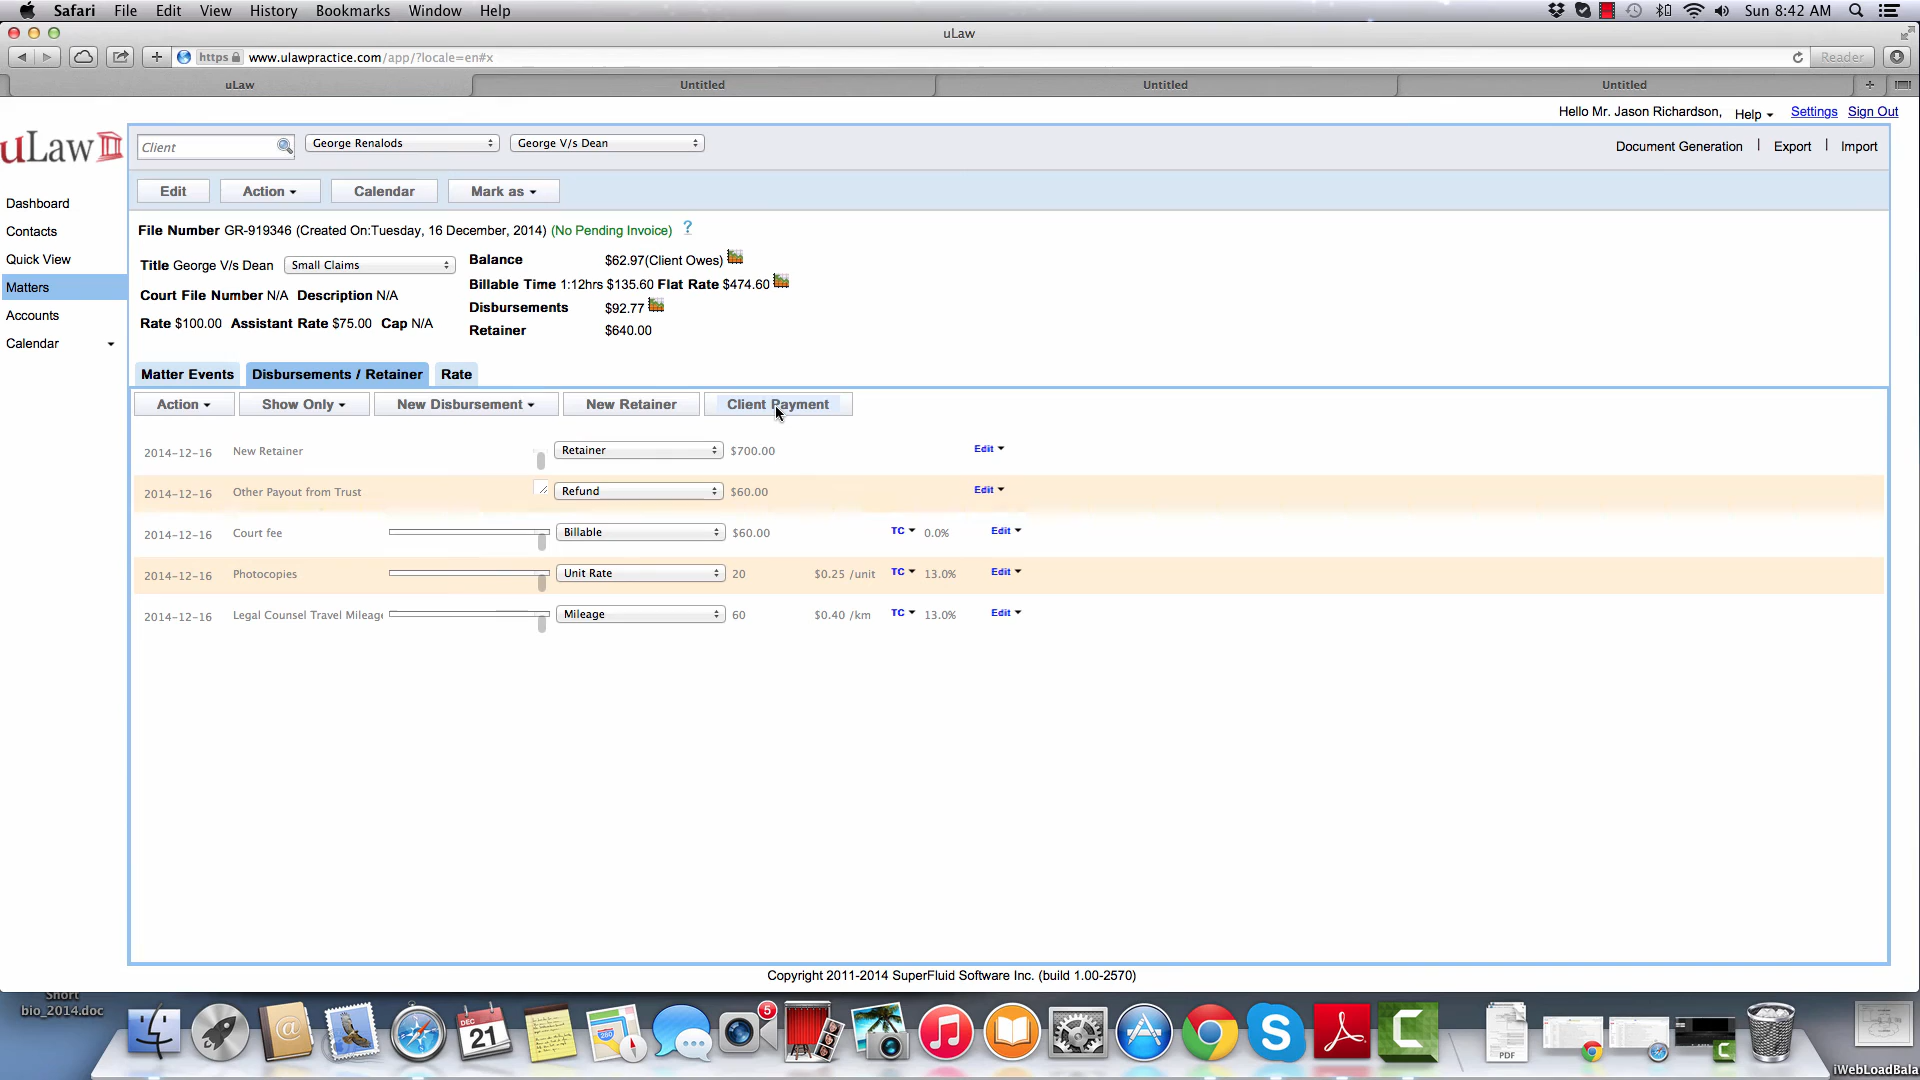 Safari File Edit View History Bookmarks Window Help Sun 8:42 AM
uLaw
https www.ulawpractice.com/app/?locale=en#x Reader
uLaw Untitled Untitled Untitled
Hello Mr. Jason Richardson, Help Settings Sign Out
uLaw
Client George Renalods George V/s Dean Document Generation | Export | Import
Edit Action Calendar Mark as
Dashboard
Contacts
Quick View
Matters
Accounts
Calendar
File Number GR-919346 (Created On:Tuesday, 16 December, 2014) (No Pending Invoice) ?
Title George V/s Dean Small Claims
Court File Number N/A Description N/A
Rate $100.00 Assistant Rate $75.00 Cap N/A
Balance $62.97(Client Owes)
Billable Time 1:12hrs $135.60 Flat Rate $474.60
Disbursements $92.77
Retainer $640.00
Matter Events Disbursements / Retainer Rate
Action Show Only New Disbursement New Retainer Client Payment
2014-12-16 New Retainer Retainer $700.00 Edit
2014-12-16 Other Payout from Trust Refund $60.00 Edit
2014-12-16 Court fee Billable $60.00 TC 0.0% Edit
2014-12-16 Photocopies Unit Rate 20 $0.25 /unit TC 13.0% Edit
2014-12-16 Legal Counsel Travel Mileage Mileage 60 $0.40 /km TC 13.0% Edit
Copyright 2011-2014 SuperFluid Software Inc. (build 1.00-2570)
Short
bio_2014.doc
DEC
21
5
PDF
iWebLoadBala